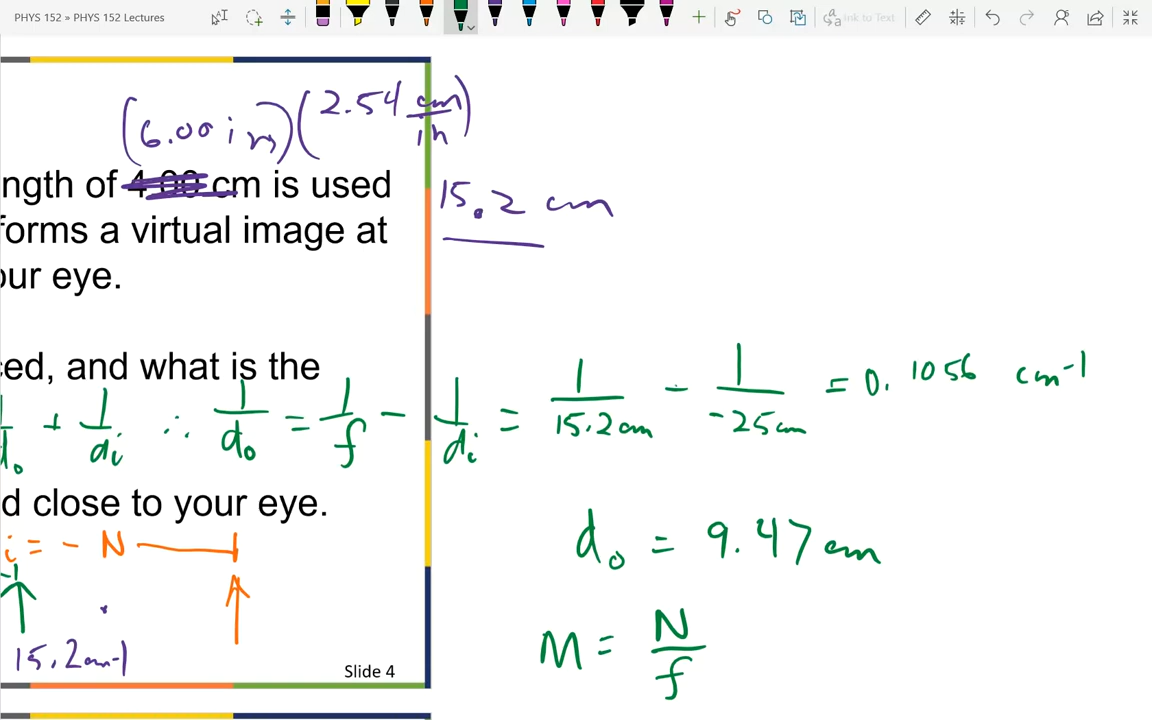 PHYS 152 » PHYS 152 Lectures
Ink to Text
(6.00 in)(2.54 cm/in)
ngth of 4.00 cm is used
15.2 cm
forms a virtual image at
our eye.
ced, and what is the
1/d₀ + 1/dᵢ ∴ 1/d₀ = 1/f - 1/dᵢ = 1/15.2cm - 1/-25cm = 0.1056 cm⁻¹
d close to your eye.
i = - N
d₀ = 9.47 cm
15.2cm
M = N/f
Slide 4